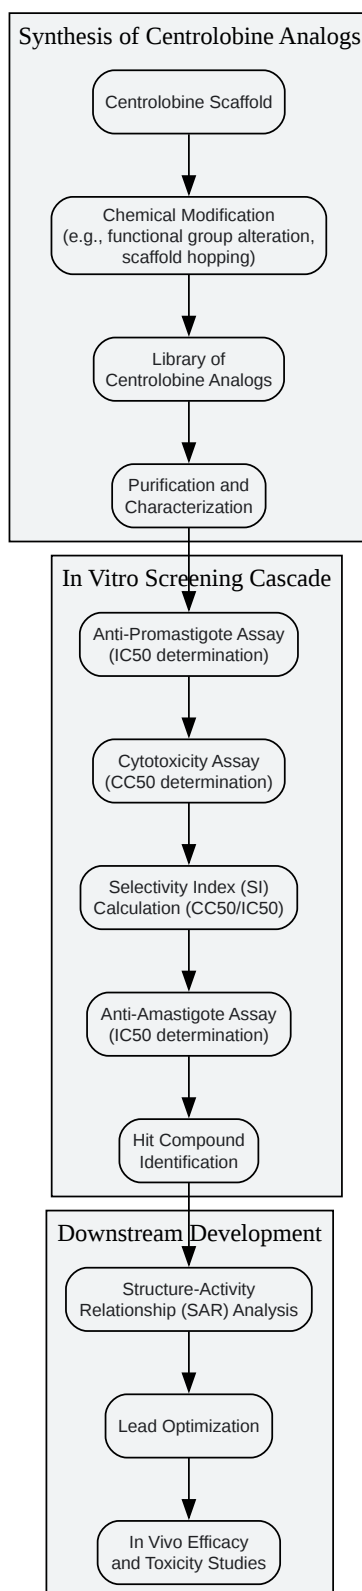 Synthesis of Centrolobine Analogs
Centrolobine Scaffold
Chemical Modification
(e.g., functional group alteration,
scaffold hopping)
Library of
Centrolobine Analogs
Purification and
Characterization
In Vitro Screening Cascade
Anti-Promastigote Assay
(IC50 determination)
Cytotoxicity Assay
(CC50 determination)
Selectivity Index (SI)
Calculation (CC50/IC50)
Anti-Amastigote Assay
(IC50 determination)
Hit Compound
Identification
Downstream Development
Structure-Activity
Relationship (SAR) Analysis
Lead Optimization
In Vivo Efficacy
and Toxicity Studies